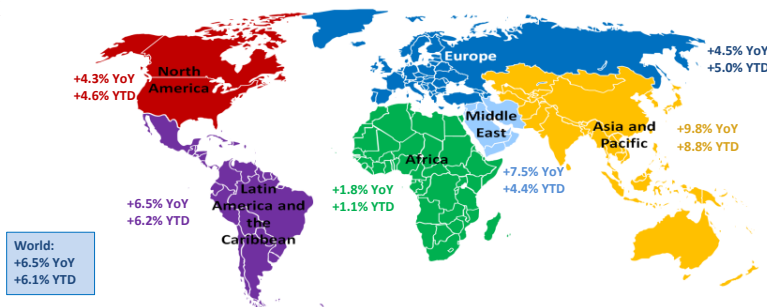 Europe
+4.5% YoY
+5.0% YTD
North
America
+4.3% YoY
+4.6% YTD
Middle
East
Asia and
Pacific
+9.8% YoY
+8.8% YTD
Africa
+7.5% YoY
+4.4% YTD
+1.8% YoY
+1.1% YTD
Latin
America and
the
Caribbean
+6.5% YoY
+6.2% YTD
World:
+6.5% YoY
+6.1% YTD